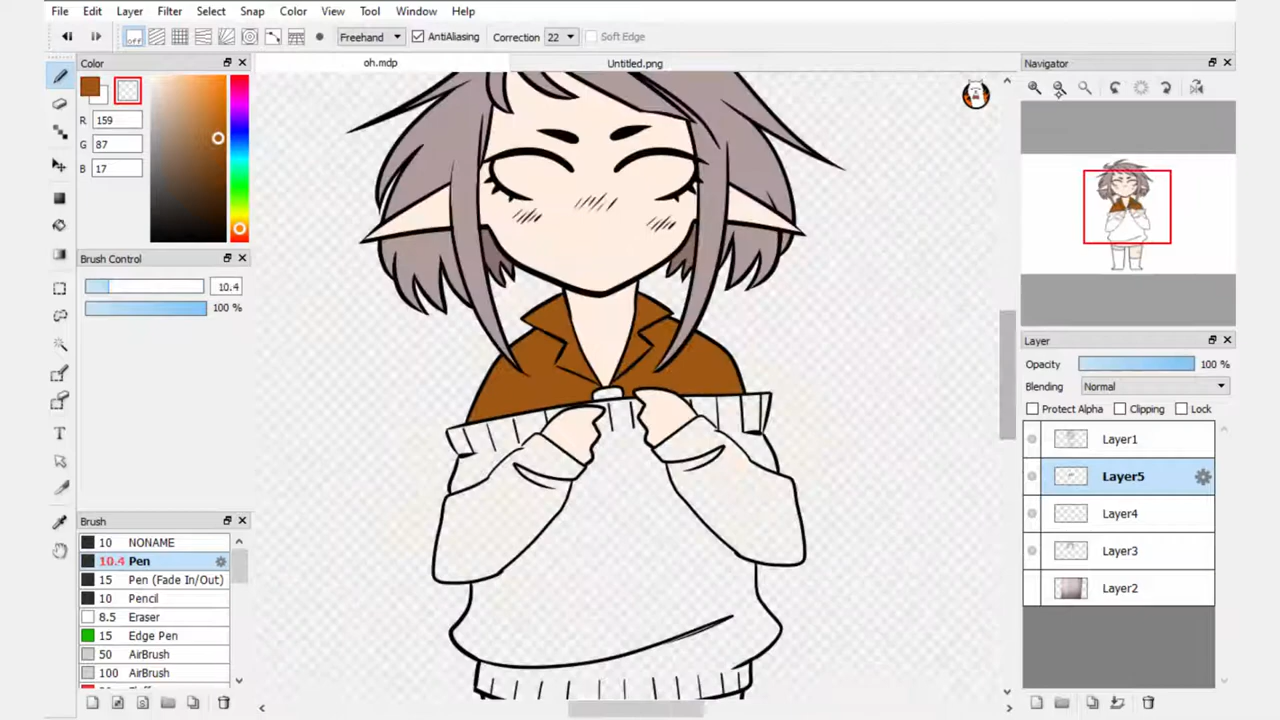 File Edit Layer Filter Select Snap Color View Tool Window Help
OFF Freehand AntiAliasing Correction 22 Soft Edge
Color oh.mdp Untitled.png Navigator
R 159
G 87
B 17
Brush Control
10.4
100 %
Layer
Opacity 100 %
Blending Normal
Protect Alpha Clipping Lock
Layer1
Layer5
Layer4
Layer3
Layer2
Brush
10 NONAME
10.4 Pen
15 Pen (Fade In/Out)
10 Pencil
8.5 Eraser
15 Edge Pen
50 AirBrush
100 AirBrush